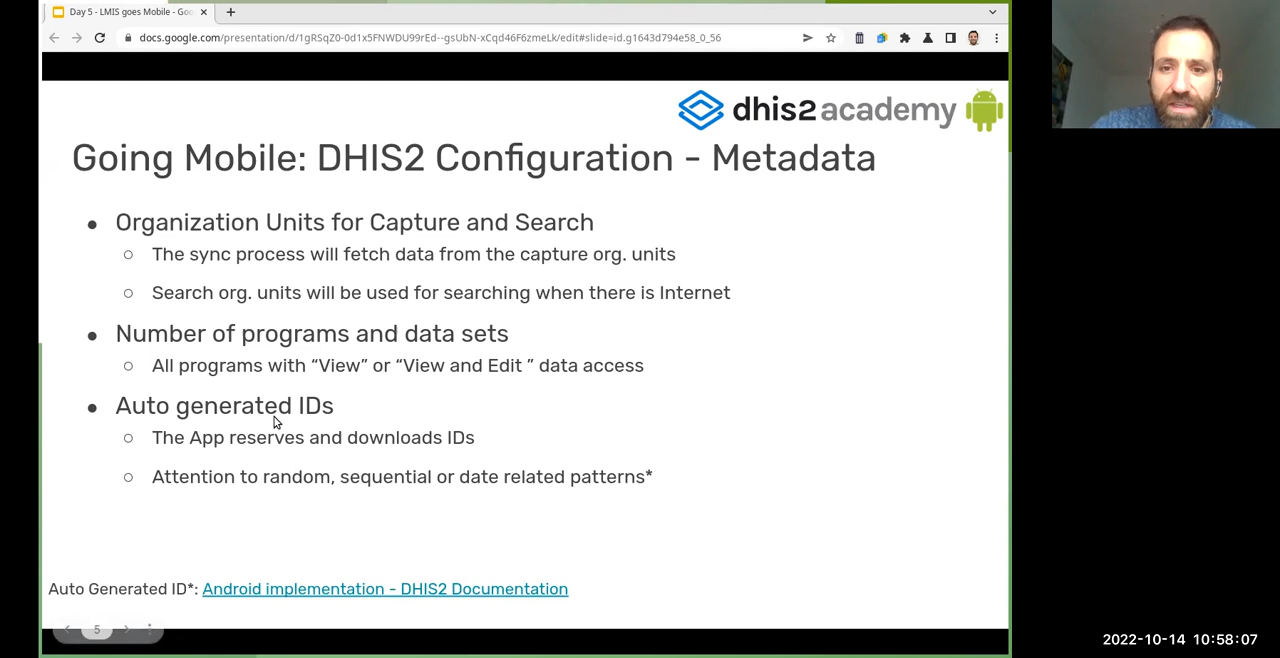 Day 5 - LMIS goes Mobile - Goo
docs.google.com/presentation/d/1gRSqZ0-0d1x5FNWDU99rEd--gsUbN-xCqd46F6zmeLk/edit#slide=id.g1643d794e58_0_56
dhis2academy
Going Mobile: DHIS2 Configuration - Metadata
● Organization Units for Capture and Search
○ The sync process will fetch data from the capture org. units
○ Search org. units will be used for searching when there is Internet
● Number of programs and data sets
○ All programs with “View” or “View and Edit ” data access
● Auto generated IDs
○ The App reserves and downloads IDs
○ Attention to random, sequential or date related patterns*
Auto Generated ID*: Android implementation - DHIS2 Documentation
5
2022-10-14 10:58:07